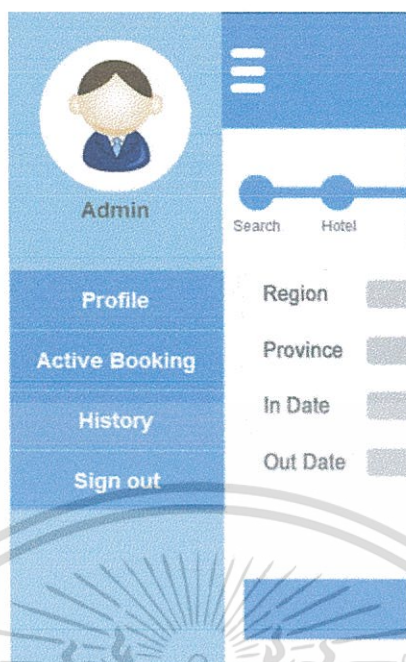 Admin
Profile
Active Booking
History
Sign out
Search Hotel
Region
Province
In Date
Out Date